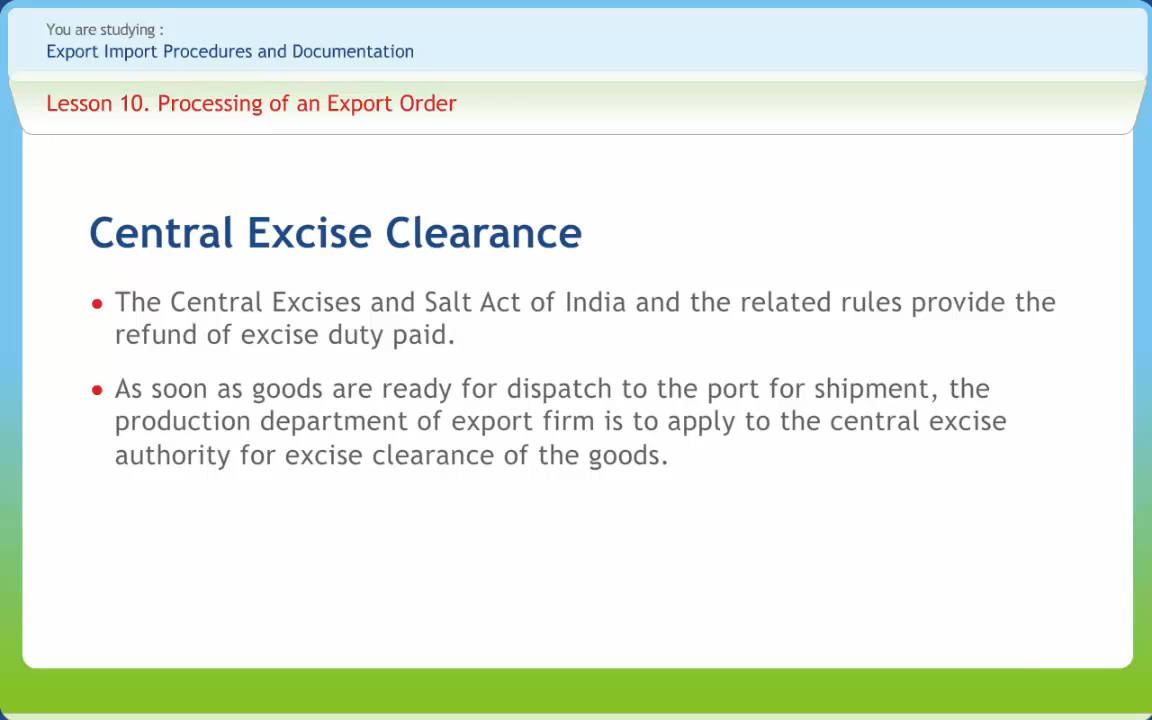 You are studying :
Export Import Procedures and Documentation
Lesson 10. Processing of an Export Order
Central Excise Clearance
• The Central Excises and Salt Act of India and the related rules provide the
refund of excise duty paid.
• As soon as goods are ready for dispatch to the port for shipment, the
production department of export firm is to apply to the central excise
authority for excise clearance of the goods.